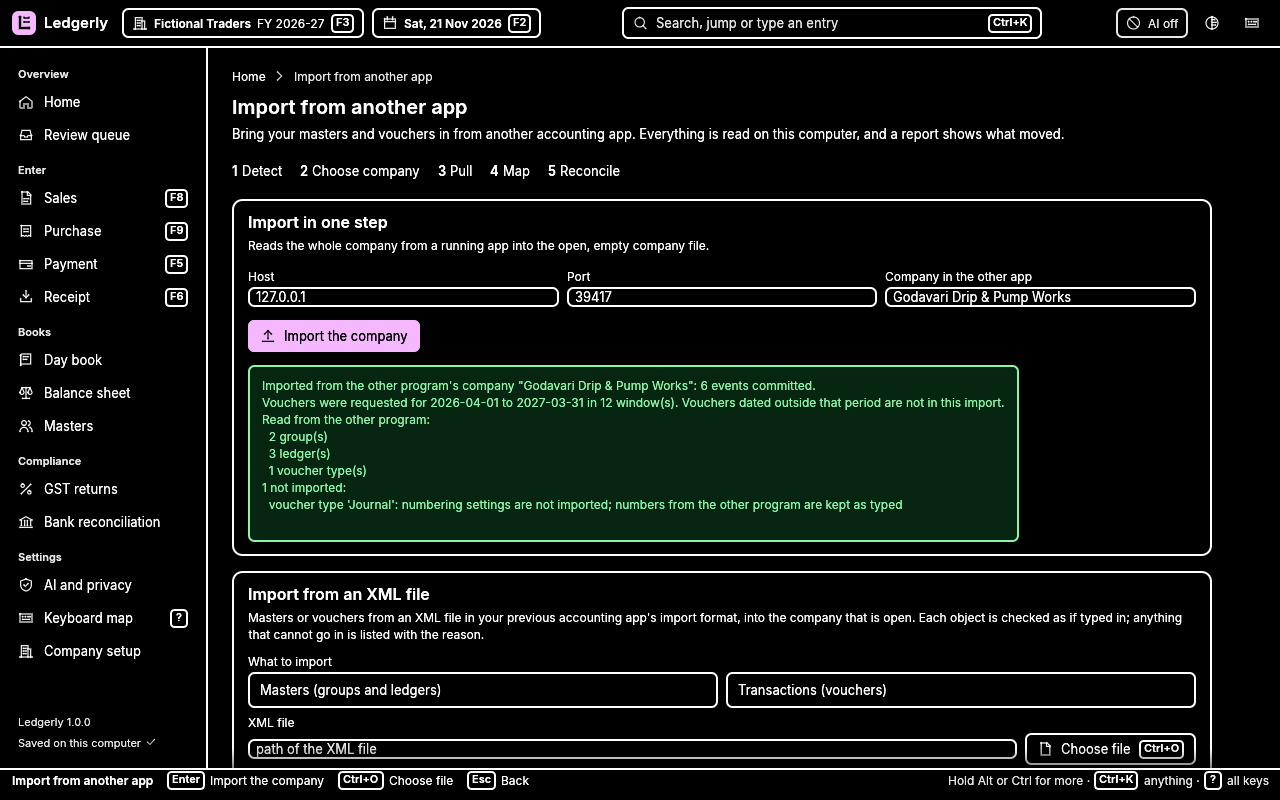 Ledgerly
Fictional Traders FY 2026-27 F3
Sat, 21 Nov 2026 F2
Search, jump or type an entry Ctrl+K
AI off
Overview
Home
Review queue
Enter
Sales F8
Purchase F9
Payment F5
Receipt F6
Books
Day book
Balance sheet
Masters
Compliance
GST returns
Bank reconciliation
Settings
AI and privacy
Keyboard map ?
Company setup
Ledgerly 1.0.0
Saved on this computer
Home > Import from another app
Import from another app
Bring your masters and vouchers in from another accounting app. Everything is read on this computer, and a report shows what moved.
1 Detect 2 Choose company 3 Pull 4 Map 5 Reconcile
Import in one step
Reads the whole company from a running app into the open, empty company file.
Host Port Company in the other app
127.0.0.1 39417 Godavari Drip & Pump Works
Import the company
Imported from the other program's company "Godavari Drip & Pump Works": 6 events committed.
Vouchers were requested for 2026-04-01 to 2027-03-31 in 12 window(s). Vouchers dated outside that period are not in this import.
Read from the other program:
2 group(s)
3 ledger(s)
1 voucher type(s)
1 not imported:
voucher type 'Journal': numbering settings are not imported; numbers from the other program are kept as typed
Import from an XML file
Masters or vouchers from an XML file in your previous accounting app's import format, into the company that is open. Each object is checked as if typed in; anything
that cannot go in is listed with the reason.
What to import
Masters (groups and ledgers) Transactions (vouchers)
XML file
path of the XML file Choose file Ctrl+O
Import from another app Enter Import the company Ctrl+O Choose file Esc Back
Hold Alt or Ctrl for more · Ctrl+K anything · ? all keys